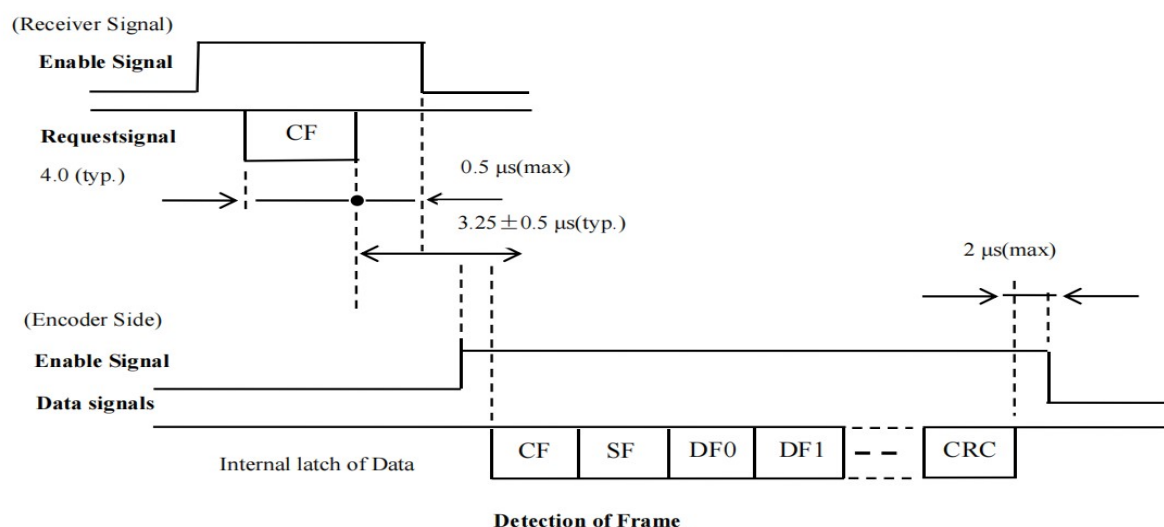 (Receiver Signal)
Enable Signal
Requestsignal
CF
4.0 (typ.)
0.5 μs(max)
3.25±0.5 μs(typ.)
2 μs(max)
(Encoder Side)
Enable Signal
Data signals
Internal latch of Data
CF SF DF0 DF1 CRC
Detection of Frame